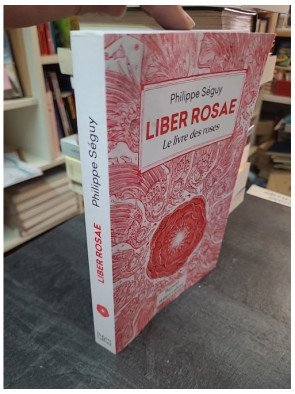 Philippe Séguy
LIBER ROSAE
Le livre des roses
Philippe Séguy
LIBER ROSAE